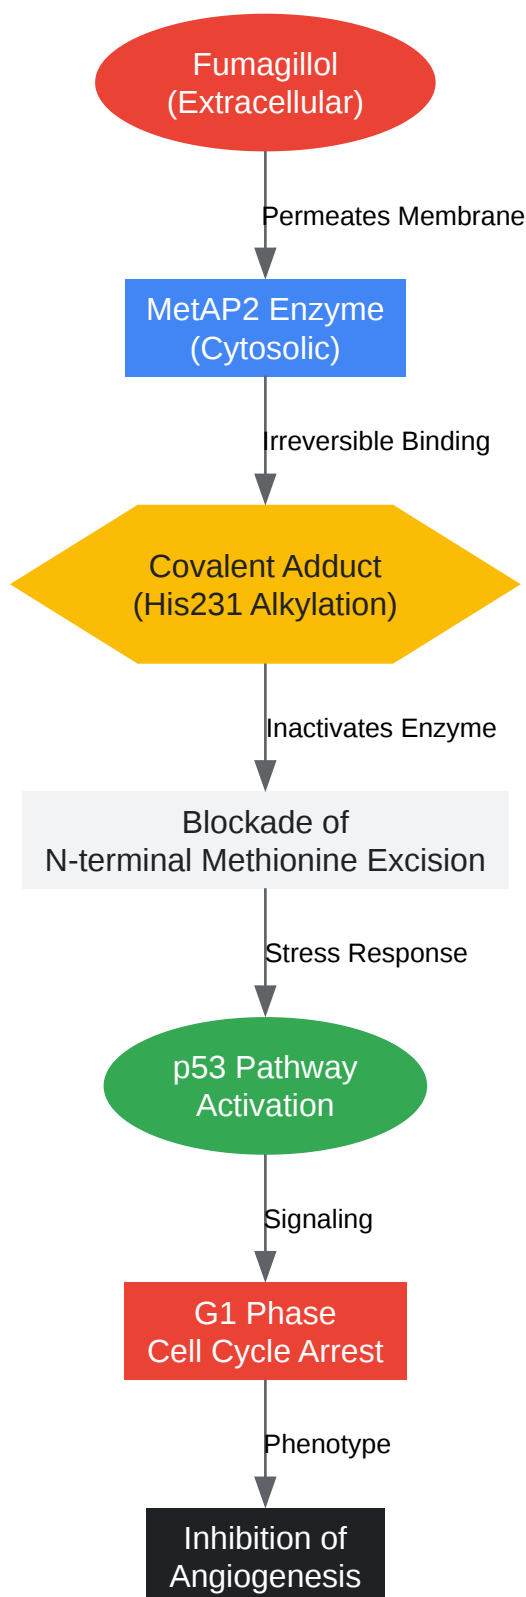 Fumagillol
(Extracellular)
Permeates Membrane
MetAP2 Enzyme
(Cytosolic)
Irreversible Binding
Covalent Adduct
(His231 Alkylation)
Inactivates Enzyme
Blockade of
N-terminal Methionine Excision
Stress Response
p53 Pathway
Activation
Signaling
G1 Phase
Cell Cycle Arrest
Phenotype
Inhibition of
Angiogenesis